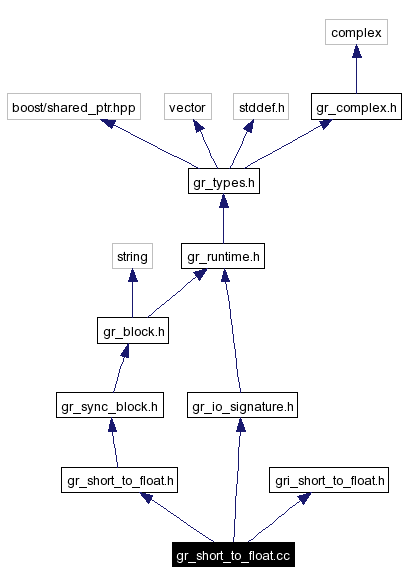 complex
boost/shared_ptr.hpp
vector
stddef.h
gr_complex.h
gr_types.h
string
gr_runtime.h
gr_block.h
gr_sync_block.h
gr_io_signature.h
gr_short_to_float.h
gri_short_to_float.h
gr_short_to_float.cc